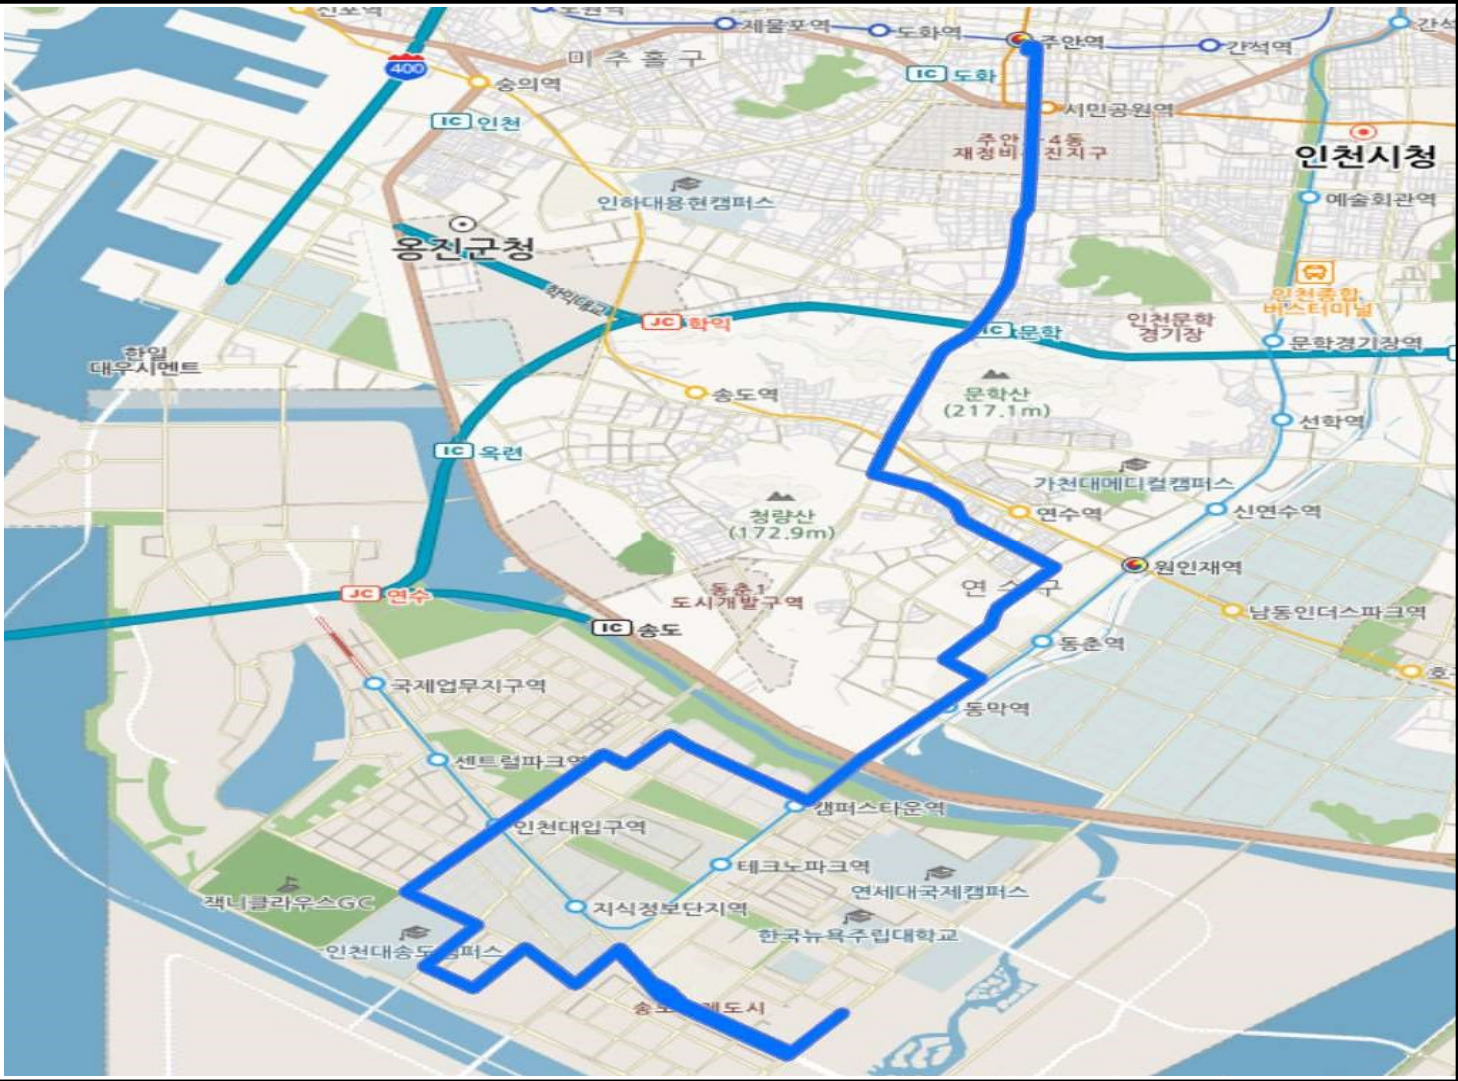 제물포역
도화역
주안역
간석역
미추홀구
400
숭의역
IC 도화
시민공원역
IC 인천
재정비
진지구
인천시청
인하대용현캠퍼스
예술회관역
옹진군청
학익대교
인천종합
버스터미널
JC 학익
인천문학
경기장
문학
문학경기장역
한일
대우시멘트
송도역
문학산
(217.1m)
선학역
IC 옥련
가천대메디컬캠퍼스
청량산
(172.9m)
연수역
신연수역
원인재역
동춘1
도시개발구역
JC 연수
남동인더스파크역
IC 송도
동춘역
국제업무지구역
동막역
센트럴파크역
캠퍼스타운역
인천대입구역
테크노파크역
연세대국제캠퍼스
잭니클라우스GC
지식정보단지역
한국뉴욕주립대학교
인천대송도